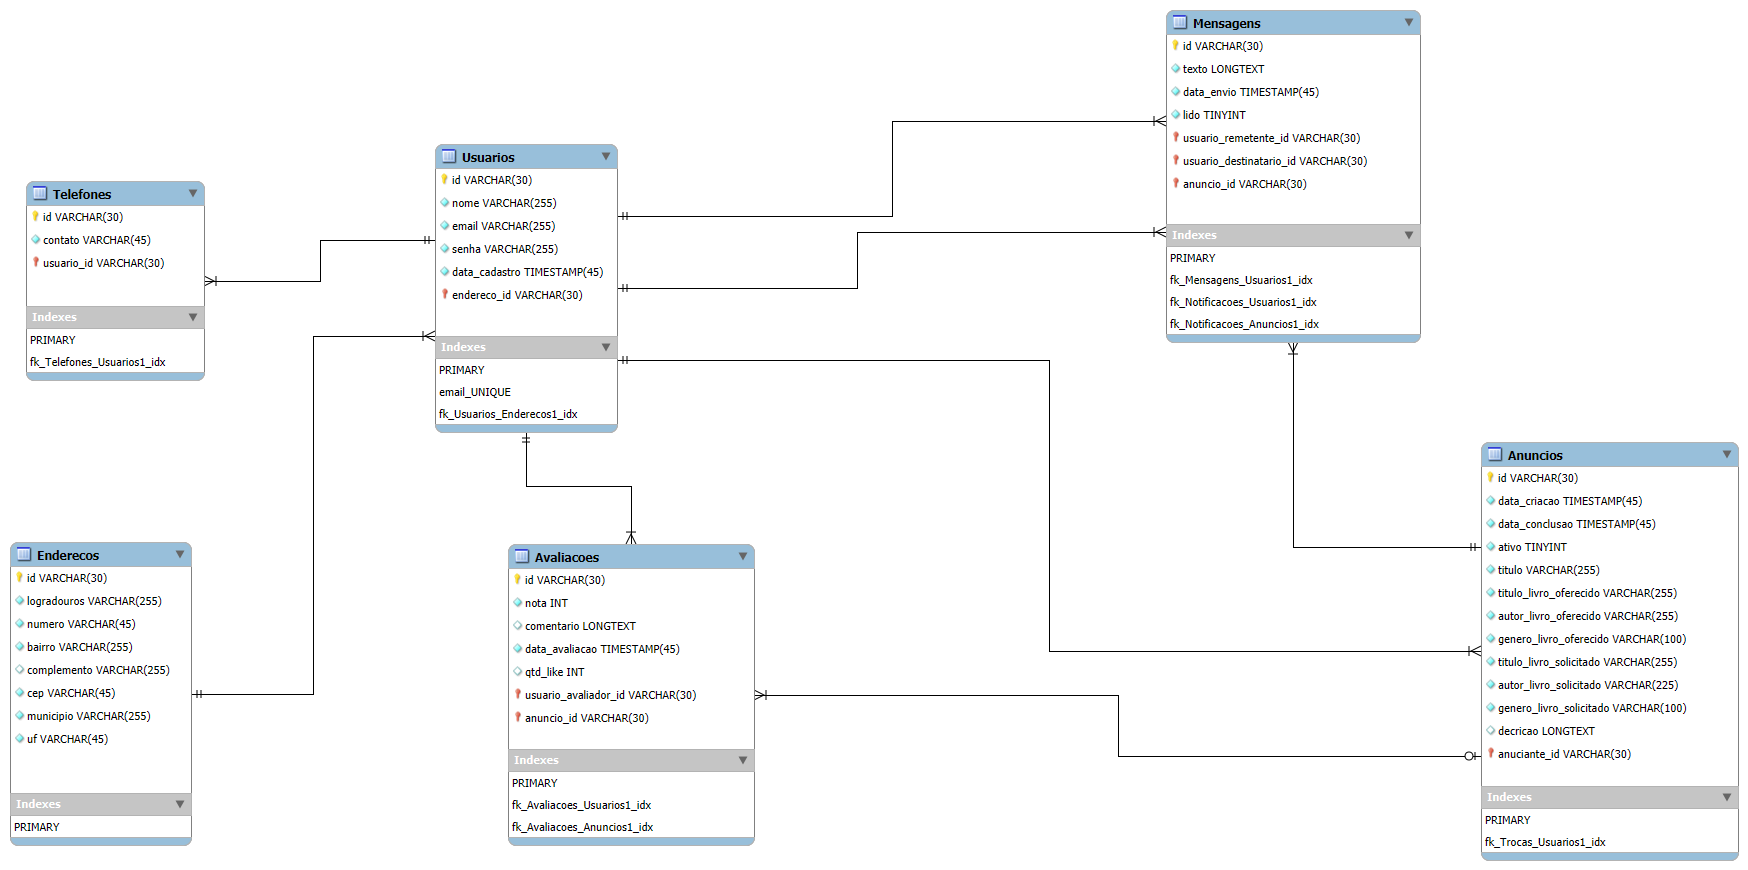 Mensagens
id VARCHAR(30)
texto LONGTEXT
data_envio TIMESTAMP(45)
lido TINYINT
usuario_remetente_id VARCHAR(30)
usuario_destinatario_id VARCHAR(30)
anuncio_id VARCHAR(30)
Indexes
PRIMARY
fk_Mensagens_Usuarios1_idx
fk_Notificacoes_Usuarios1_idx
fk_Notificacoes_Anuncios1_idx
Usuarios
id VARCHAR(30)
nome VARCHAR(255)
email VARCHAR(255)
senha VARCHAR(255)
data_cadastro TIMESTAMP(45)
endereco_id VARCHAR(30)
Indexes
PRIMARY
email_UNIQUE
fk_Usuarios_Enderecos1_idx
Telefones
id VARCHAR(30)
contato VARCHAR(45)
usuario_id VARCHAR(30)
Indexes
PRIMARY
fk_Telefones_Usuarios1_idx
Anuncios
id VARCHAR(30)
data_criacao TIMESTAMP(45)
data_conclusao TIMESTAMP(45)
ativo TINYINT
titulo VARCHAR(255)
titulo_livro_oferecido VARCHAR(255)
autor_livro_oferecido VARCHAR(255)
genero_livro_oferecido VARCHAR(100)
titulo_livro_solicitado VARCHAR(255)
autor_livro_solicitado VARCHAR(225)
genero_livro_solicitado VARCHAR(100)
decricao LONGTEXT
anuciante_id VARCHAR(30)
Indexes
PRIMARY
fk_Trocas_Usuarios1_idx
Enderecos
id VARCHAR(30)
logradouros VARCHAR(255)
numero VARCHAR(45)
bairro VARCHAR(255)
complemento VARCHAR(255)
cep VARCHAR(45)
municipio VARCHAR(255)
uf VARCHAR(45)
Indexes
PRIMARY
Avaliacoes
id VARCHAR(30)
nota INT
comentario LONGTEXT
data_avaliacao TIMESTAMP(45)
qtd_like INT
usuario_avaliador_id VARCHAR(30)
anuncio_id VARCHAR(30)
Indexes
PRIMARY
fk_Avaliacoes_Usuarios1_idx
fk_Avaliacoes_Anuncios1_idx